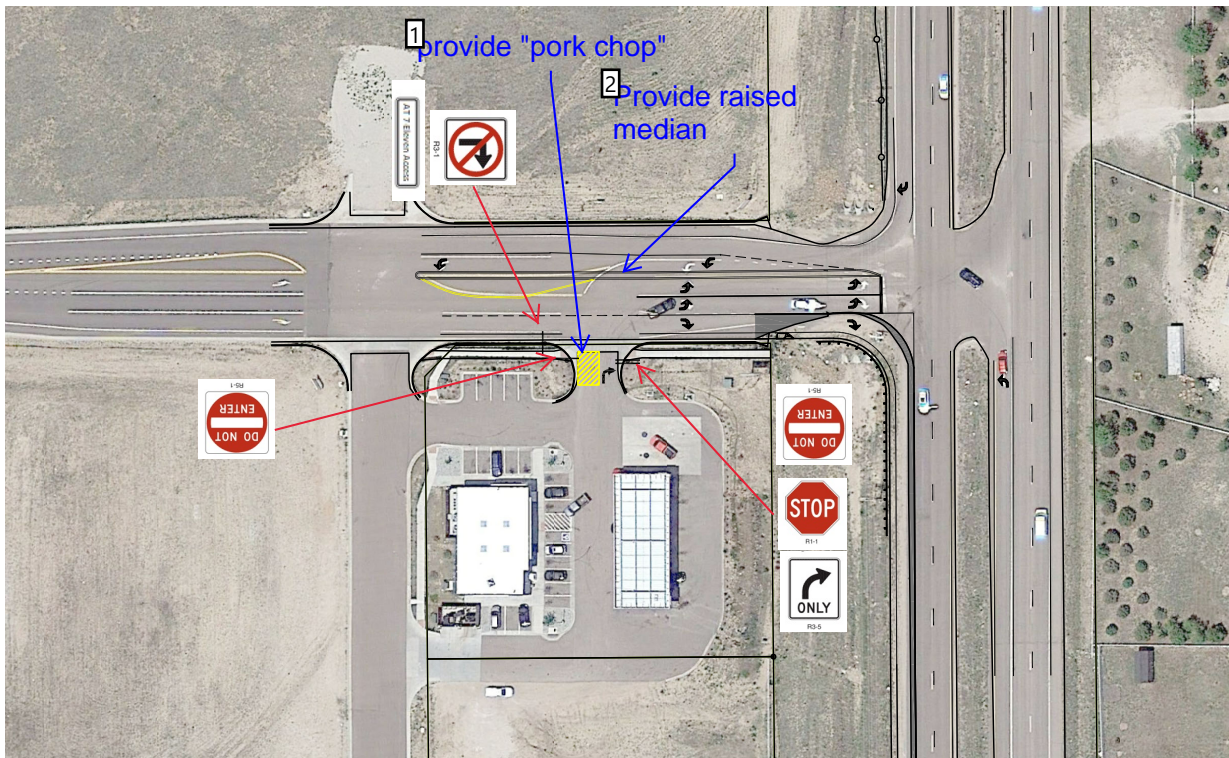 1
provide "pork chop"
2
Provide raised
median
AT 7-Eleven Access
R3-1
R5-1
DO NOT
ENTER
R5-1
DO NOT
ENTER
STOP
R1-1
ONLY
R3-5